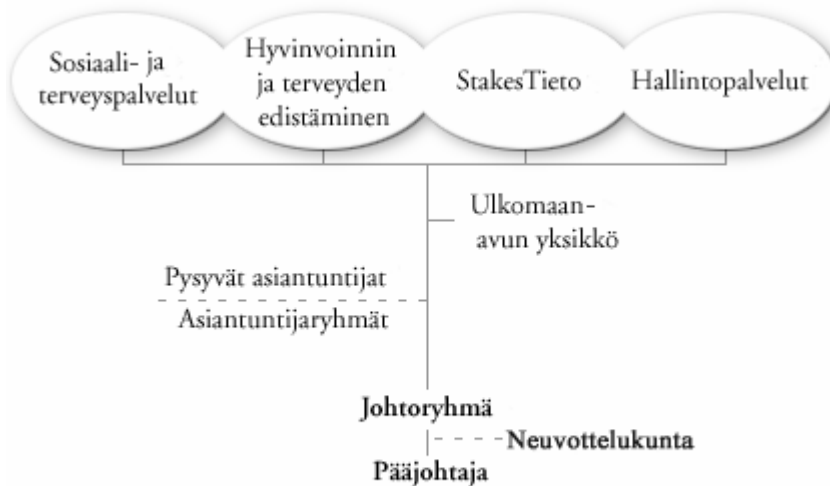 Sosiaali- ja
terveyspalvelut
Hyvinvoinnin
ja terveyden
edistäminen
StakesTieto
Hallintopalvelut
Ulkomaan-
avun yksikkö
Pysyvät asiantuntijat
Asiantuntijaryhmät
Johtoryhmä
Neuvottelukunta
Pääjohtaja